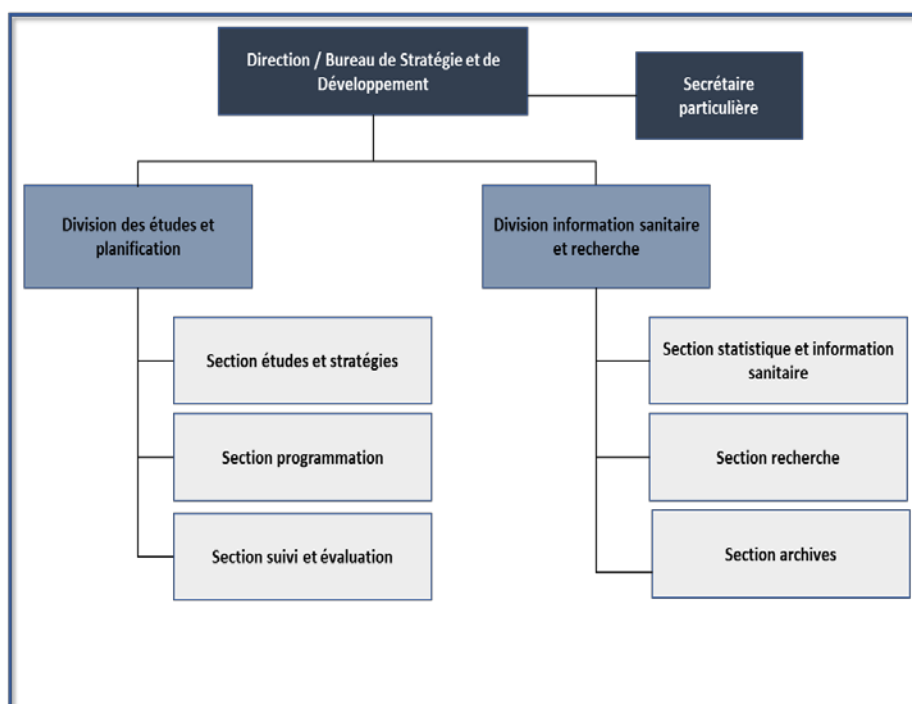 Direction / Bureau de Stratégie et de
Développement
Secrétaire
particulière
Division des études et
planification
Division information sanitaire
et recherche
Section études et stratégies
Section statistique et information
sanitaire
Section programmation
Section recherche
Section suivi et évaluation
Section archives